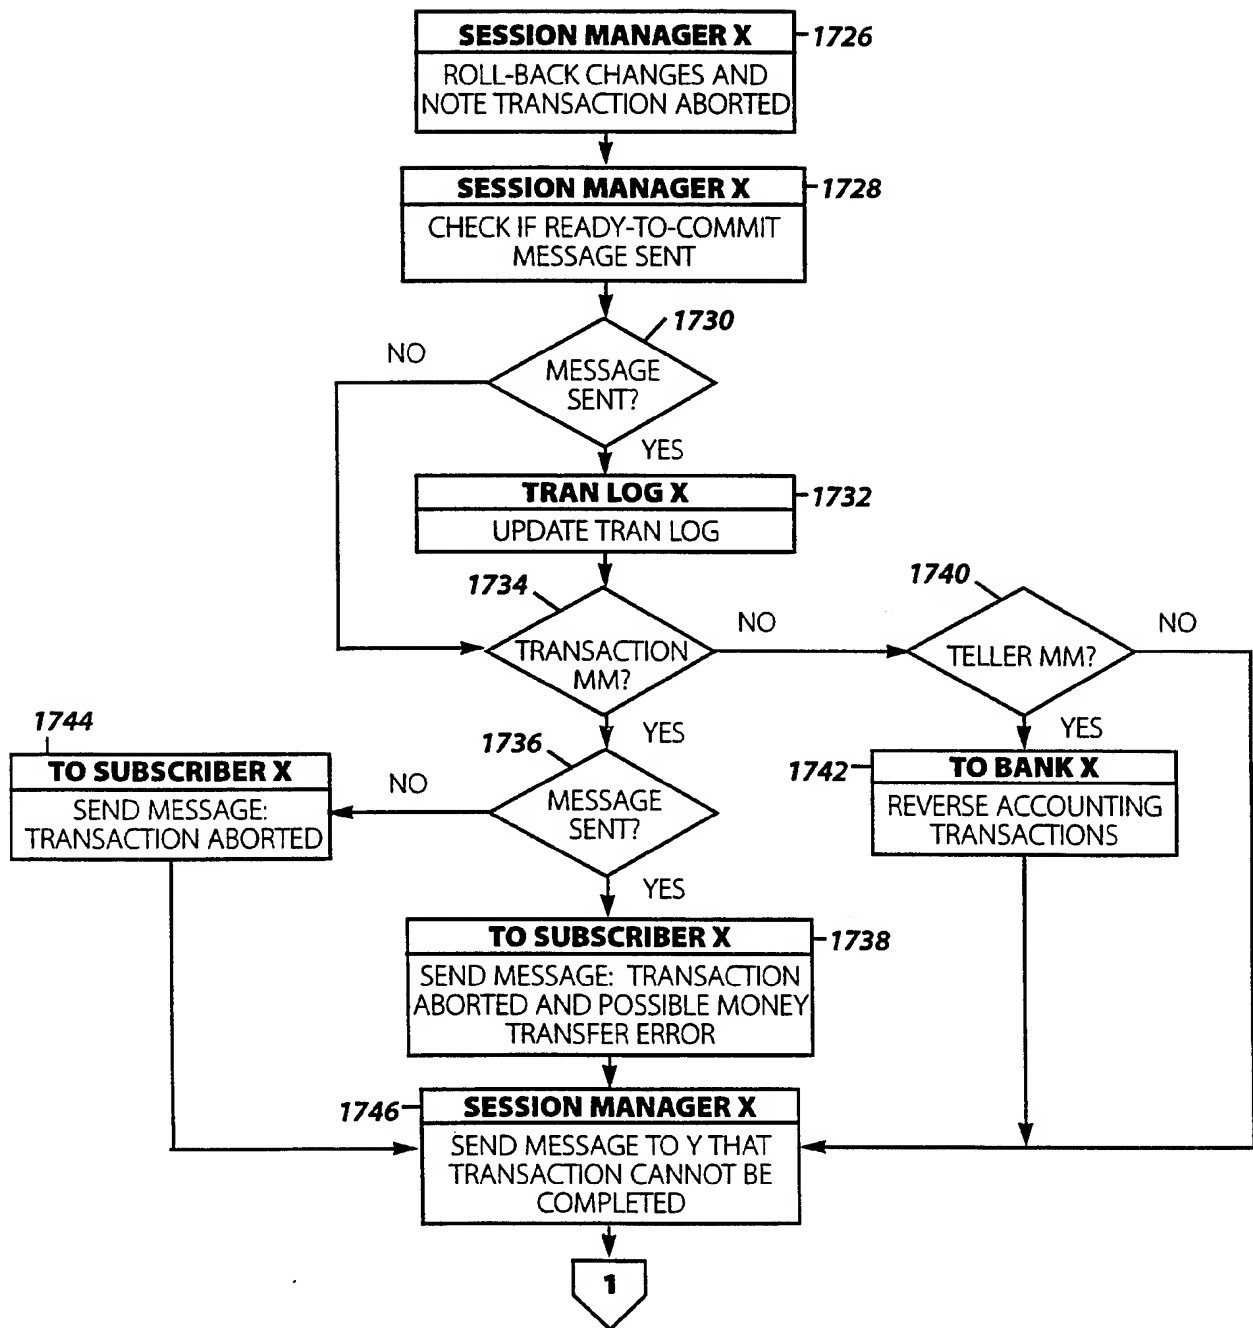 SESSION MANAGER X
1726
ROLL-BACK CHANGES AND
NOTE TRANSACTION ABORTED
SESSION MANAGER X
1728
CHECK IF READY-TO-COMMIT
MESSAGE SENT
1730
NO
MESSAGE
SENT?
YES
TRAN LOG X
1732
UPDATE TRAN LOG
1734
TRANSACTION
MM?
NO
1740
TELLER MM?
NO
YES
YES
1744
TO SUBSCRIBER X
SEND MESSAGE:
TRANSACTION ABORTED
1736
NO
MESSAGE
SENT?
YES
1742
TO BANK X
REVERSE ACCOUNTING
TRANSACTIONS
TO SUBSCRIBER X
1738
SEND MESSAGE: TRANSACTION
ABORTED AND POSSIBLE MONEY
TRANSFER ERROR
1746
SESSION MANAGER X
SEND MESSAGE TO Y THAT
TRANSACTION CANNOT BE
COMPLETED
1